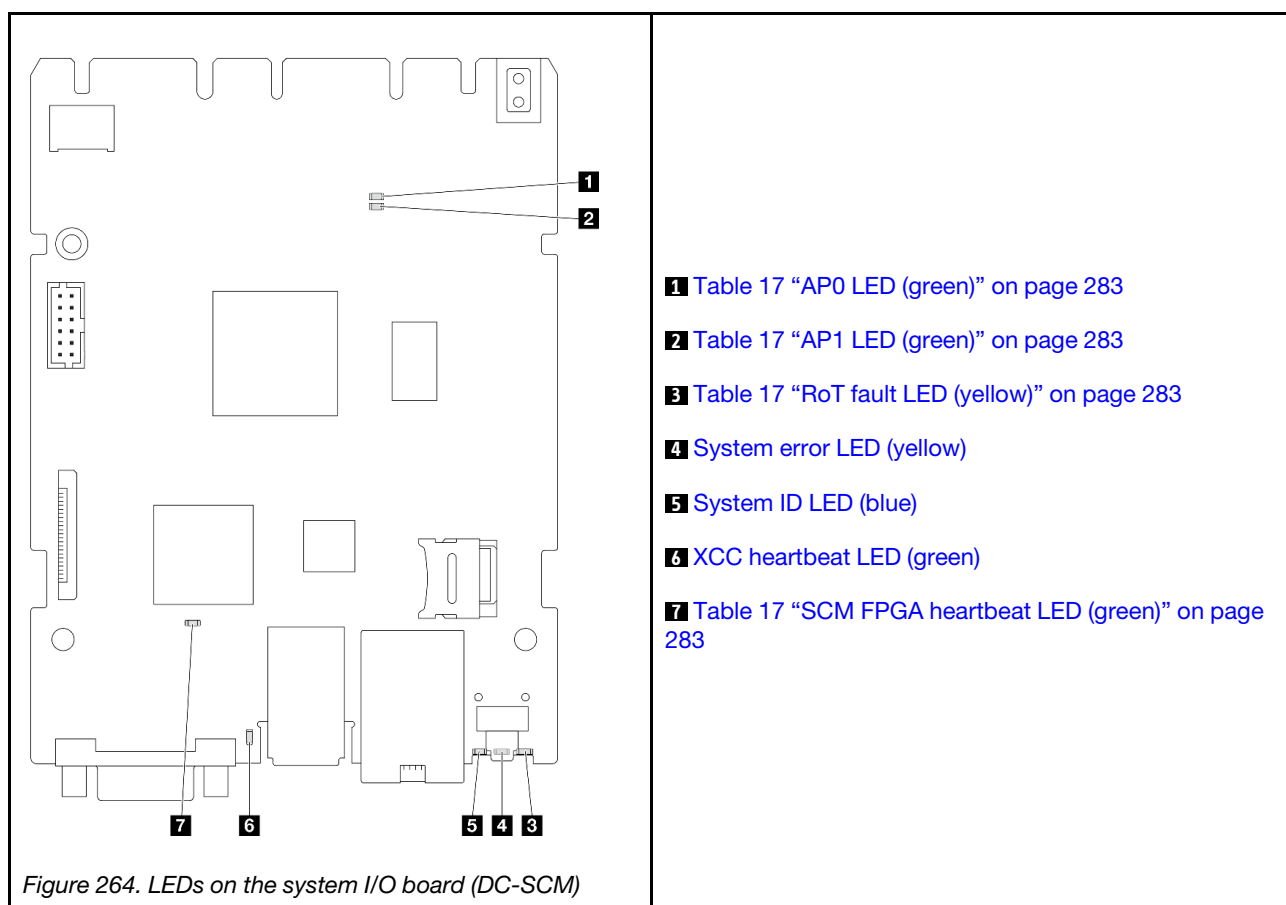 1
2
7
6
5
4
3
Figure 264. LEDs on the system I/O board (DC-SCM)
1 Table 17 “AP0 LED (green)” on page 283
2 Table 17 “AP1 LED (green)” on page 283
3 Table 17 “RoT fault LED (yellow)” on page 283
4 System error LED (yellow)
5 System ID LED (blue)
6 XCC heartbeat LED (green)
7 Table 17 “SCM FPGA heartbeat LED (green)” on page
283